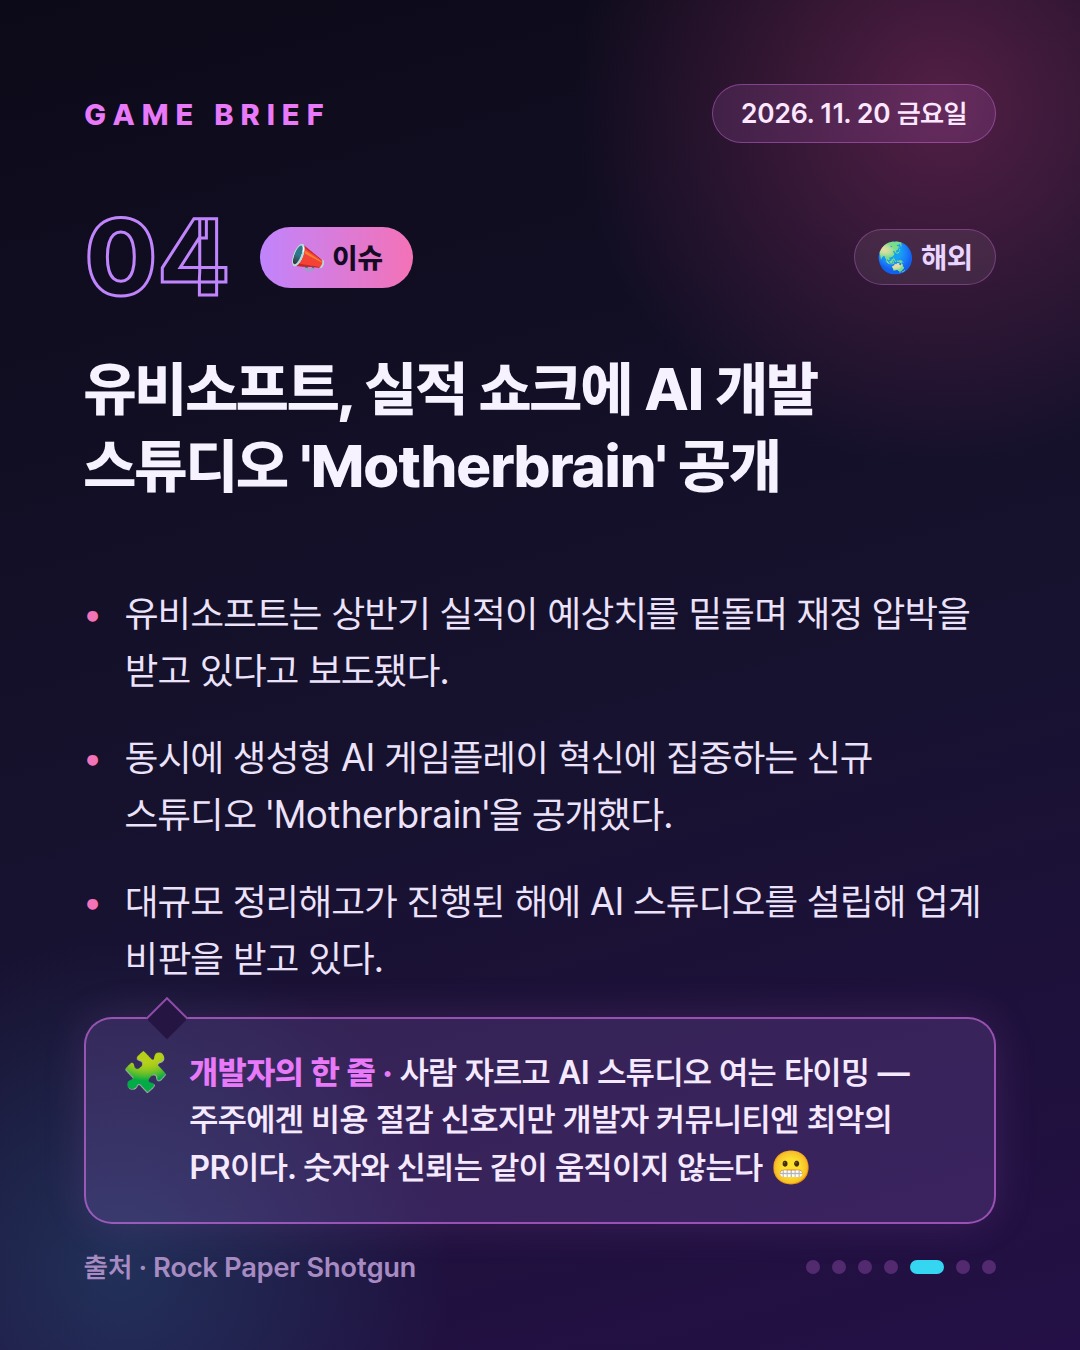 GAME BRIEF
2026. 11. 20 금요일
04
📣 이슈
🌏 해외
유비소프트, 실적 쇼크에 AI 개발
스튜디오 'Motherbrain' 공개
• 유비소프트는 상반기 실적이 예상치를 밑돌며 재정 압박을
받고 있다고 보도됐다.
• 동시에 생성형 AI 게임플레이 혁신에 집중하는 신규
스튜디오 'Motherbrain'을 공개했다.
• 대규모 정리해고가 진행된 해에 AI 스튜디오를 설립해 업계
비판을 받고 있다.
🧩 개발자의 한 줄 · 사람 자르고 AI 스튜디오 여는 타이밍 —
주주에겐 비용 절감 신호지만 개발자 커뮤니티엔 최악의
PR이다. 숫자와 신뢰는 같이 움직이지 않는다 😬
출처 · Rock Paper Shotgun